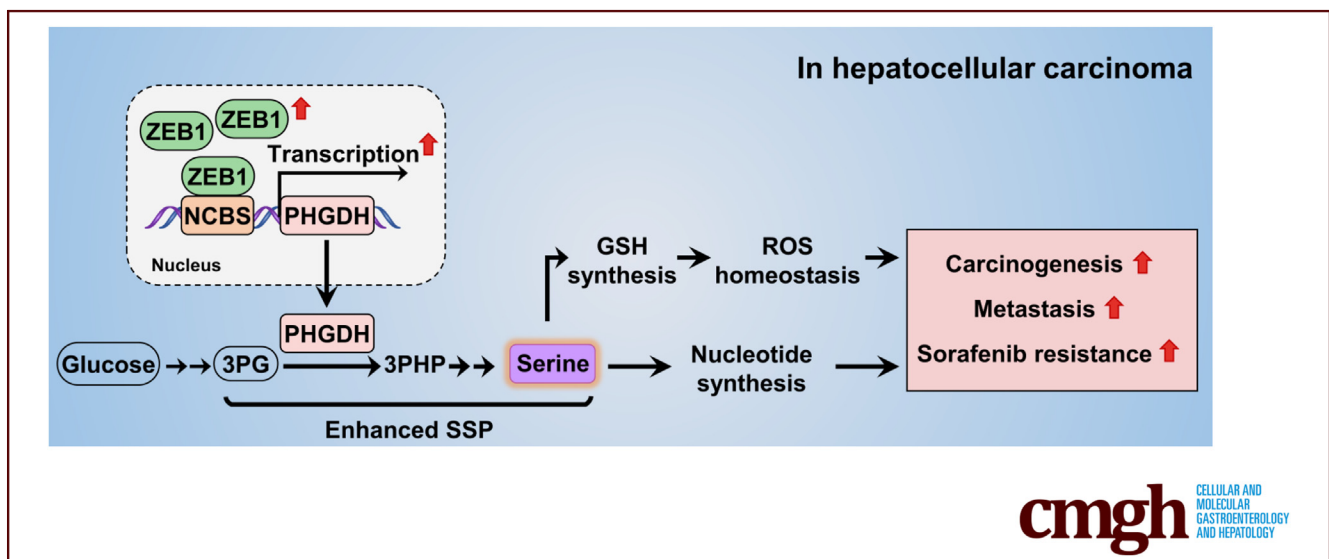 In hepatocellular carcinoma
ZEB1
ZEB1
Transcription
ZEB1
NCBS
PHGDH
Nucleus
PHGDH
Glucose
3PG
3PHP
Serine
Enhanced SSP
GSH
synthesis
ROS
homeostasis
Nucleotide
synthesis
Carcinogenesis
Metastasis
Sorafenib resistance
cmgh
CELLULAR AND
MOLECULAR
GASTROENTEROLOGY
AND HEPATOLOGY